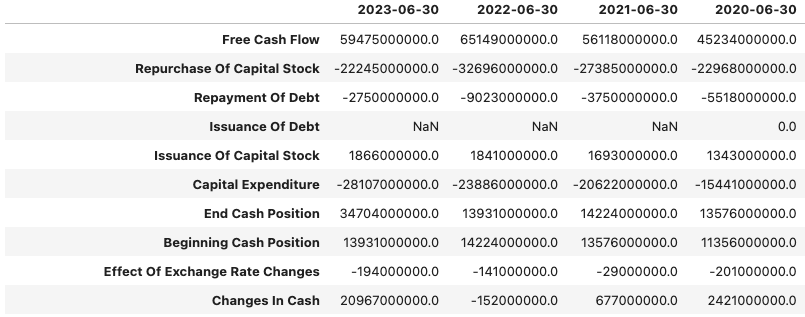 2023-06-30 2022-06-30 2021-06-30 2020-06-30
Free Cash Flow 59475000000.0 65149000000.0 56118000000.0 45234000000.0
Repurchase Of Capital Stock -22245000000.0 -32696000000.0 -27385000000.0 -22968000000.0
Repayment Of Debt -2750000000.0 -9023000000.0 -3750000000.0 -5518000000.0
Issuance Of Debt NaN NaN NaN 0.0
Issuance Of Capital Stock 1866000000.0 1841000000.0 1693000000.0 1343000000.0
Capital Expenditure -28107000000.0 -23886000000.0 -20622000000.0 -15441000000.0
End Cash Position 34704000000.0 13931000000.0 14224000000.0 13576000000.0
Beginning Cash Position 13931000000.0 14224000000.0 13576000000.0 11356000000.0
Effect Of Exchange Rate Changes -194000000.0 -141000000.0 -29000000.0 -201000000.0
Changes In Cash 20967000000.0 -152000000.0 677000000.0 2421000000.0